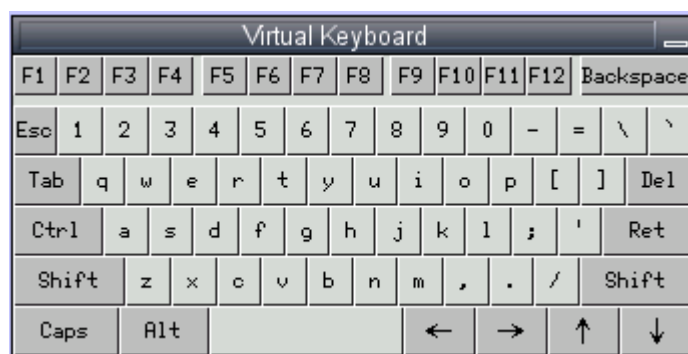 Virtual Keyboard
F1 F2 F3 F4 F5 F6 F7 F8 F9 F10 F11 F12 Backspace
Esc 1 2 3 4 5 6 7 8 9 0 - = \ `
Tab q w e r t y u i o p [ ] Del
Ctrl a s d f g h j k l ; ' Ret
Shift z x c v b n m , . / Shift
Caps Alt ← → ↑ ↓